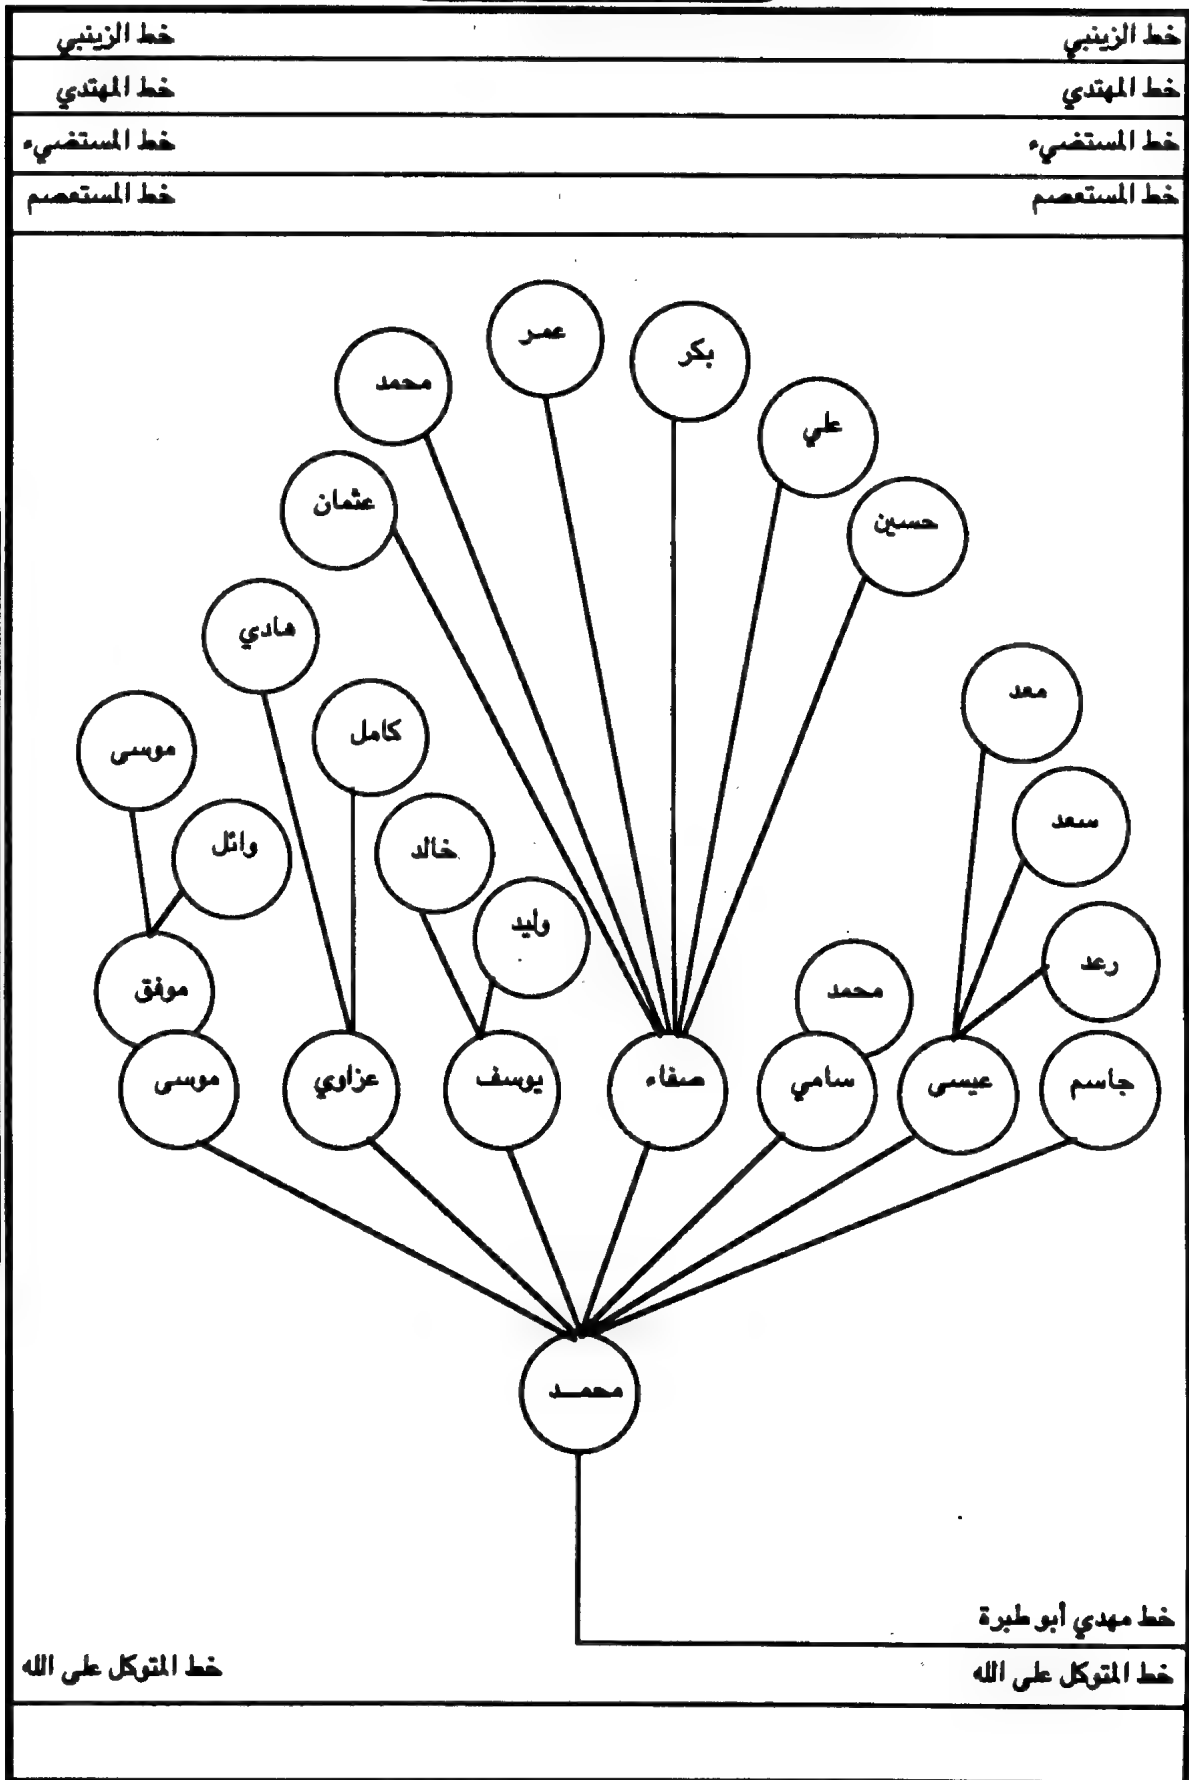 خط الزينبي خط الزينبي
خط المهتدي خط المهتدي
خط المستضيء خط المستضيء
خط المستعصم خط المستعصم
عمر
بكر
محمد
علي
عثمان
حسين
هادي
معد
كامل
موسى
سعد
وائل
خالد
وليد
رعد
محمد
موفق
جاسم
عيسى
سامي
صفاء
يوسف
عزاوي
موسى
محمــد
خط مهدي أبو طبرة
خط المتوكل على الله خط المتوكل على الله